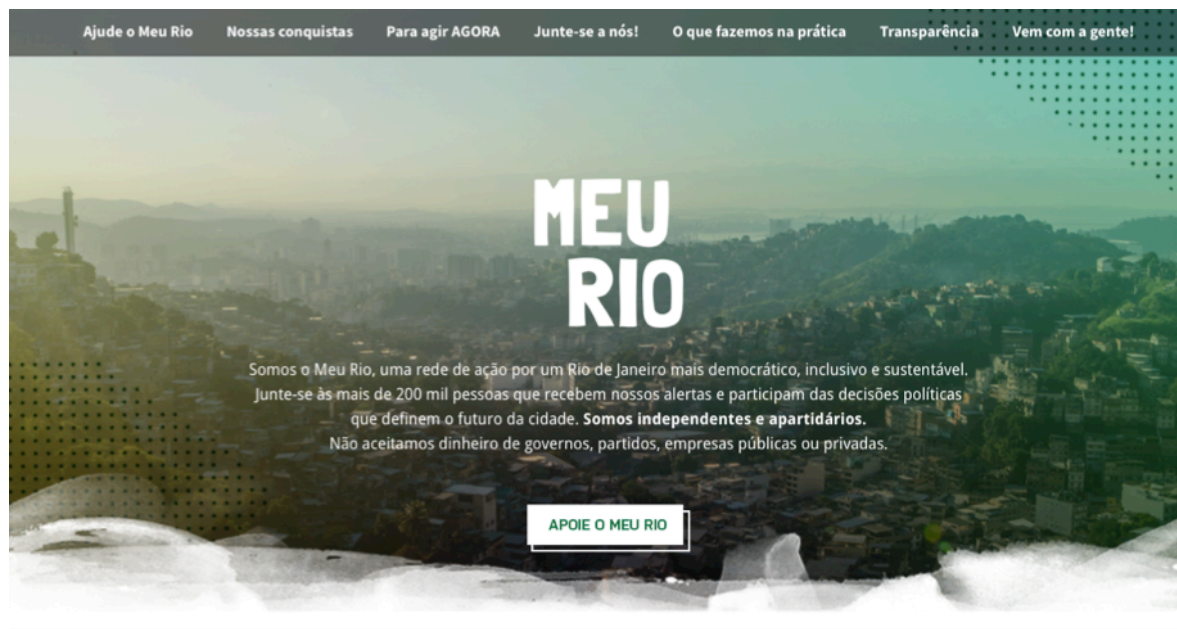 Ajude o Meu Rio Nossas conquistas Para agir AGORA Junte-se a nós! O que fazemos na prática Transparência Vem com a gente!
MEU
RIO
Somos o Meu Rio, uma rede de ação por um Rio de Janeiro mais democrático, inclusivo e sustentável.
Junte-se às mais de 200 mil pessoas que recebem nossos alertas e participam das decisões políticas
que definem o futuro da cidade. Somos independentes e apartidários.
Não aceitamos dinheiro de governos, partidos, empresas públicas ou privadas.
APOIE O MEU RIO